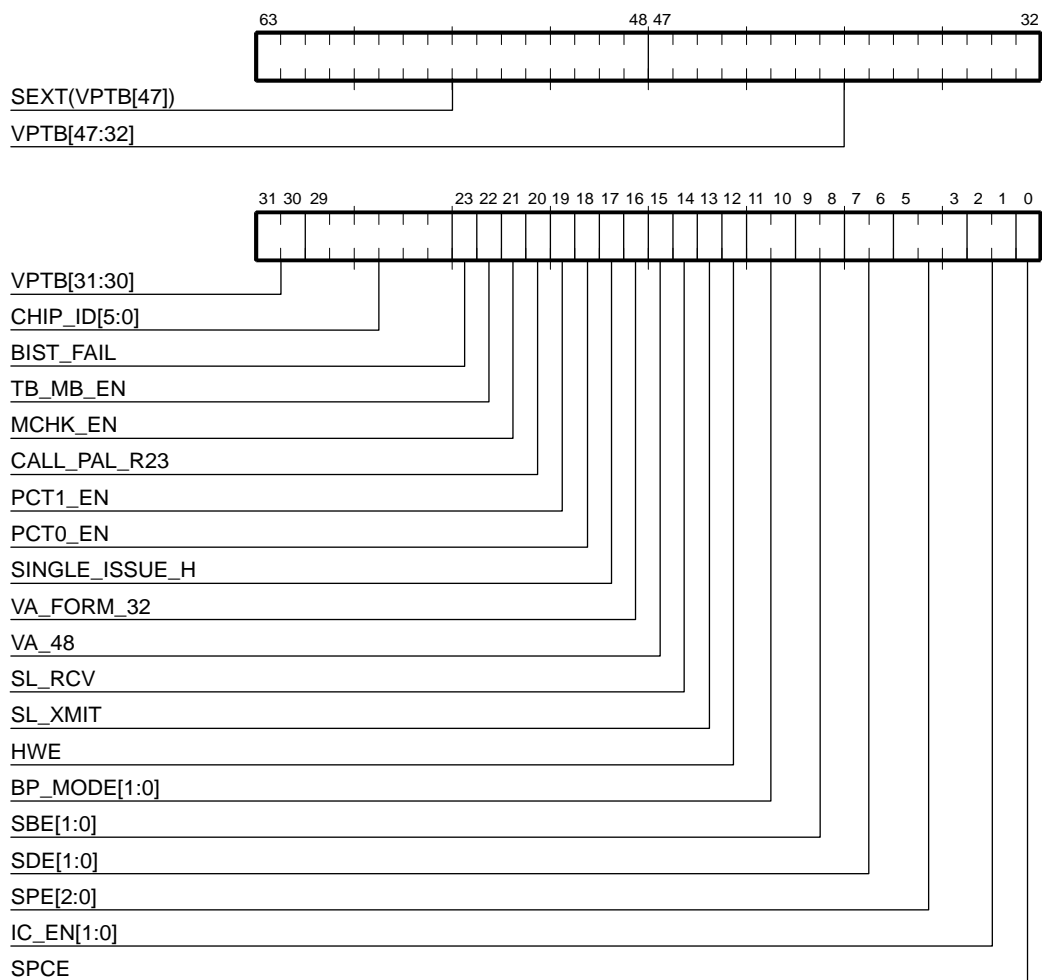 63 48 47 32
SEXT(VPTB[47])
VPTB[47:32]
31 30 29 23 22 21 20 19 18 17 16 15 14 13 12 11 10 9 8 7 6 5 3 2 1 0
VPTB[31:30]
CHIP_ID[5:0]
BIST_FAIL
TB_MB_EN
MCHK_EN
CALL_PAL_R23
PCT1_EN
PCT0_EN
SINGLE_ISSUE_H
VA_FORM_32
VA_48
SL_RCV
SL_XMIT
HWE
BP_MODE[1:0]
SBE[1:0]
SDE[1:0]
SPE[2:0]
IC_EN[1:0]
SPCE